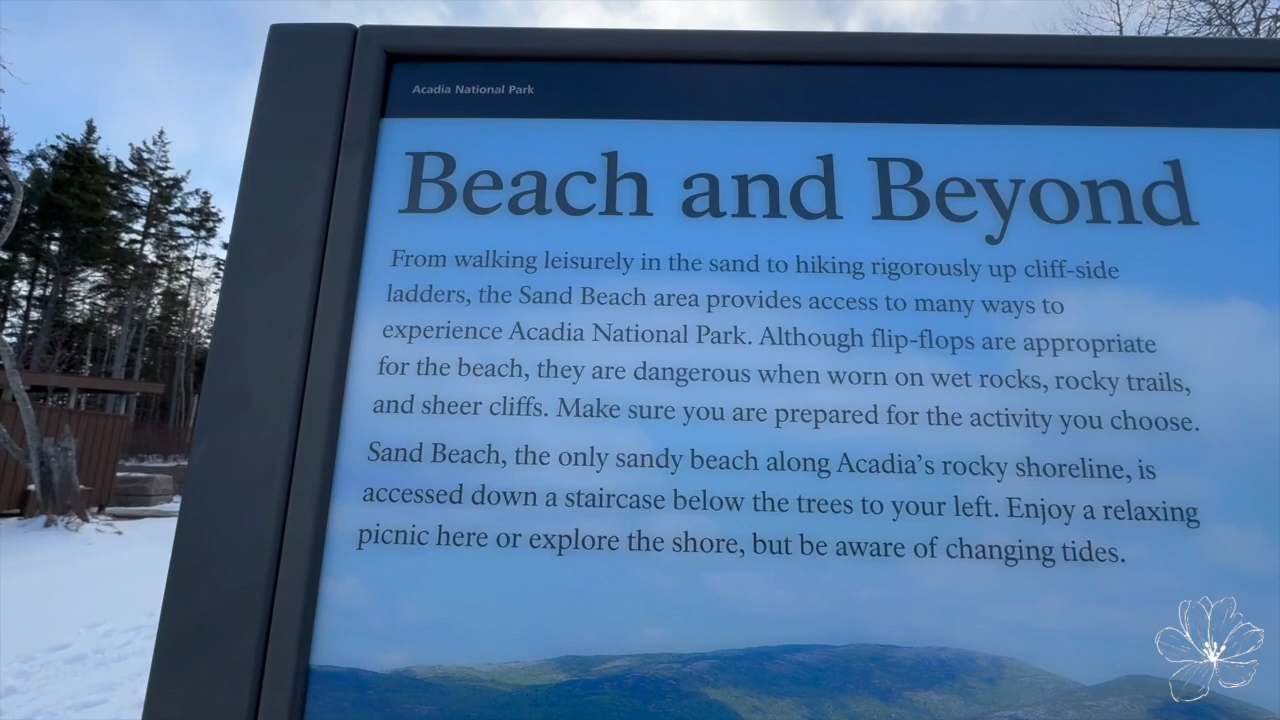 Acadia National Park
Beach and Beyond
From walking leisurely in the sand to hiking rigorously up cliff-side
ladders, the Sand Beach area provides access to many ways to
experience Acadia National Park. Although flip-flops are appropriate
for the beach, they are dangerous when worn on wet rocks, rocky trails,
and sheer cliffs. Make sure you are prepared for the activity you choose.
Sand Beach, the only sandy beach along Acadia's rocky shoreline, is
accessed down a staircase below the trees to your left. Enjoy a relaxing
picnic here or explore the shore, but be aware of changing tides.